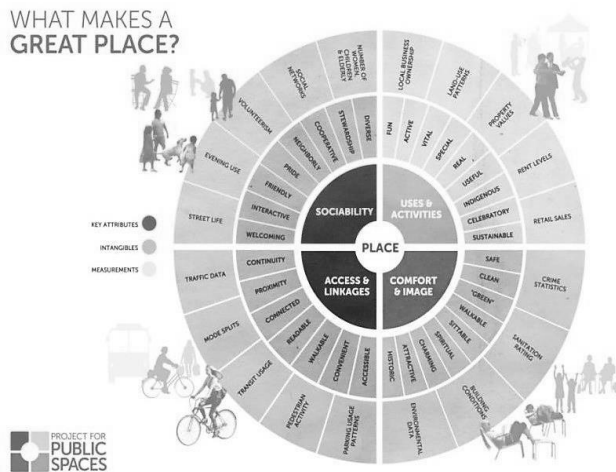 WHAT MAKES A
GREAT PLACE?
KEY ATTRIBUTES
INTANGIBLES
MEASUREMENTS
PLACE
SOCIABILITY
DIVERSE
STEWARDSHIP
COOPERATIVE
NEIGHBORLY
PRIDE
FRIENDLY
INTERACTIVE
WELCOMING
NUMBER OF
WOMEN,
CHILDREN
& ELDERLY
SOCIAL
NETWORKS
VOLUNTEERISM
EVENING USE
STREET LIFE
USES &
ACTIVITIES
FUN
ACTIVE
VITAL
SPECIAL
REAL
USEFUL
INDIGENOUS
CELEBRATORY
SUSTAINABLE
LOCAL BUSINESS
OWNERSHIP
LAND-USE
PATTERNS
PROPERTY
VALUES
RENT LEVELS
RETAIL SALES
ACCESS &
LINKAGES
CONTINUITY
PROXIMITY
CONNECTED
READABLE
WALKABLE
CONVENIENT
ACCESSIBLE
TRAFFIC DATA
MODE SPLITS
TRANSIT USAGE
PEDESTRIAN
ACTIVITY
PARKING USAGE
PATTERNS
COMFORT
& IMAGE
SAFE
CLEAN
"GREEN"
WALKABLE
SITTABLE
SPIRITUAL
CHARMING
ATTRACTIVE
HISTORIC
CRIME
STATISTICS
SANITATION
RATING
BUILDING
CONDITIONS
ENVIRONMENTAL
DATA
PROJECT FOR
PUBLIC
SPACES